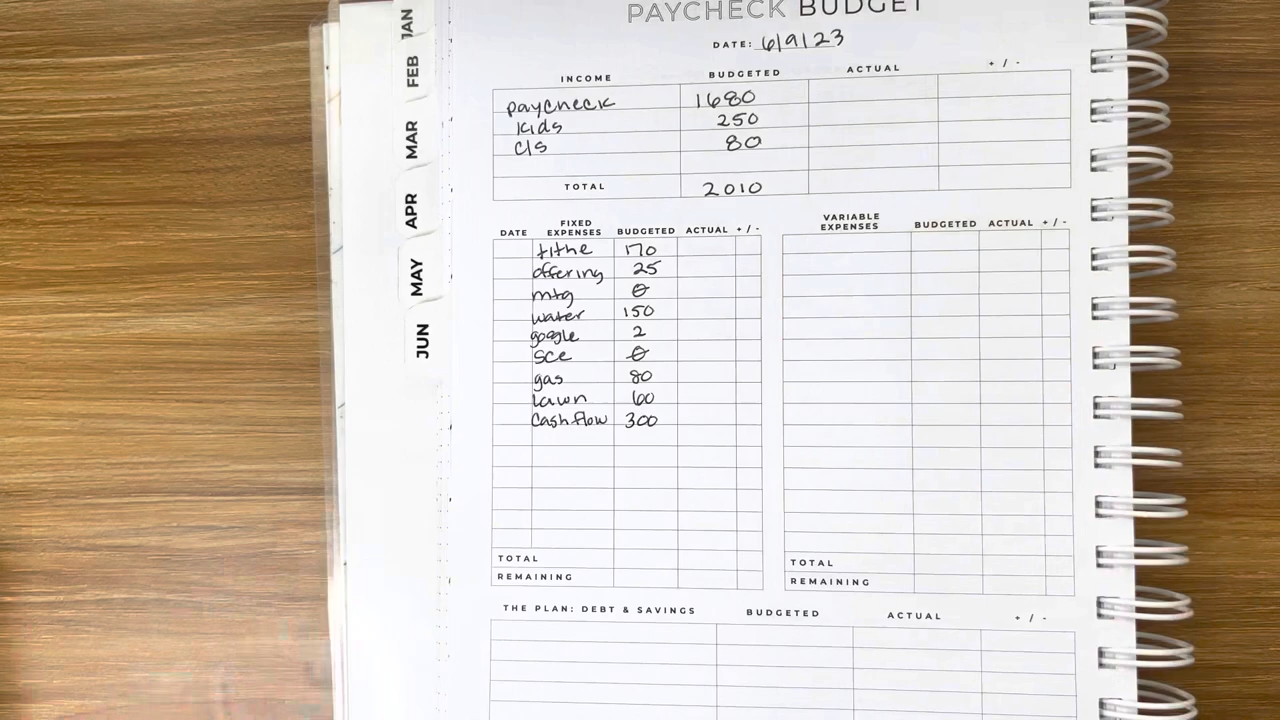 PAYCHECK BUDGET
DATE: 6/9/23
INCOME BUDGETED ACTUAL + / -
paycheck 1680
kids 250
c/s 80
TOTAL 2010
DATE FIXED EXPENSES BUDGETED ACTUAL + / -
tithe 170
offering 25
mtg 0
water 150
google 2
sce 0
gas 80
lawn 60
Cashflow 300
TOTAL
REMAINING
VARIABLE EXPENSES BUDGETED ACTUAL + / -
TOTAL
REMAINING
THE PLAN: DEBT & SAVINGS BUDGETED ACTUAL + / -
JAN
FEB
MAR
APR
MAY
JUN